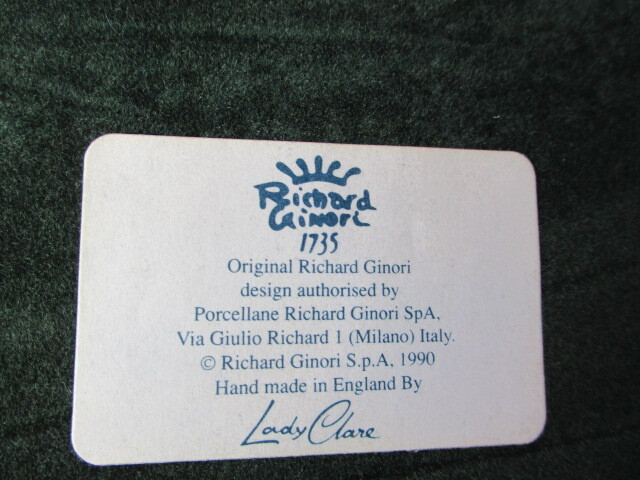 Richard
Ginori
1735
Original Richard Ginori
design authorised by
Porcellane Richard Ginori SpA,
Via Giulio Richard 1 (Milano) Italy.
© Richard Ginori S.p.A, 1990
Hand made in England By
Lady Clare